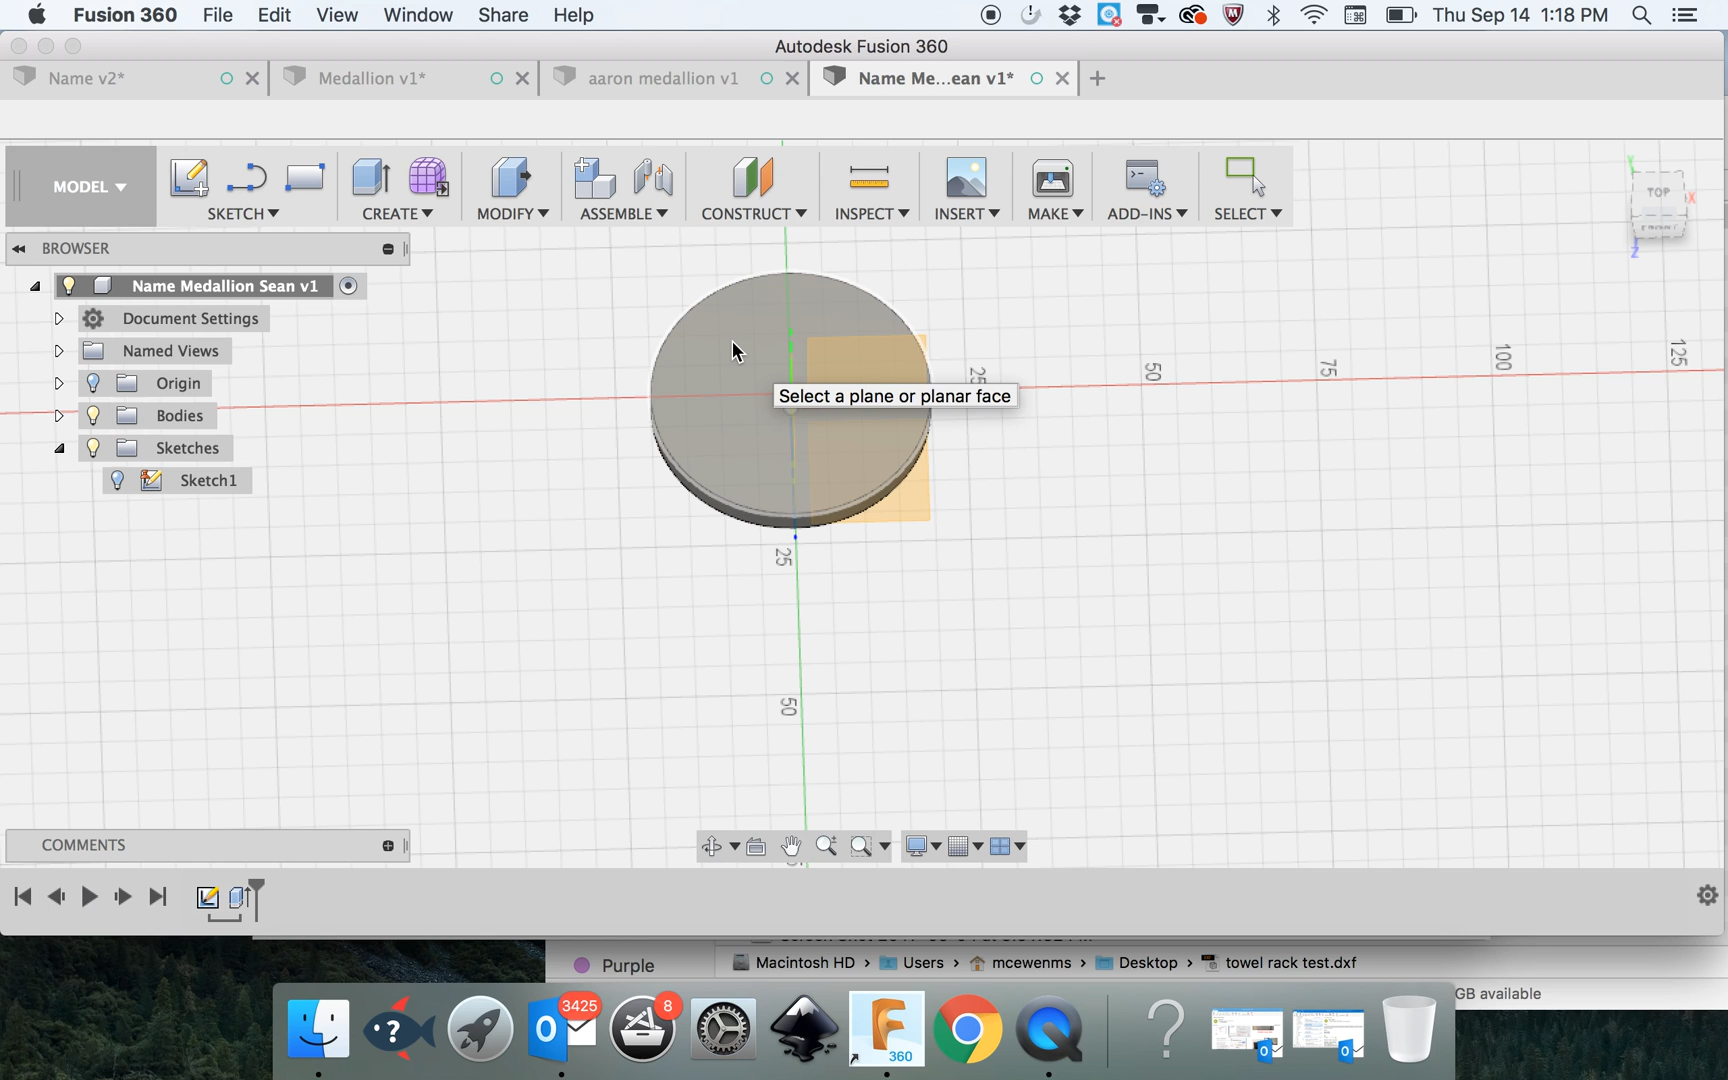 Fusion 360 File Edit View Window Share Help Thu Sep 14 1:18 PM
Autodesk Fusion 360
Name v2* Medallion v1* aaron medallion v1 Name Me...ean v1*
MODEL SKETCH CREATE MODIFY ASSEMBLE CONSTRUCT INSPECT INSERT MAKE ADD-INS SELECT
TOP
X
Y
Z
BROWSER
Name Medallion Sean v1
Document Settings
Named Views
Origin
Bodies
Sketches
Sketch1
Select a plane or planar face
25 50 75 100 125
25
50
COMMENTS
Purple
Macintosh HD › Users › mcewenms › Desktop › towel rack test.dxf
GB available
3425
8
360